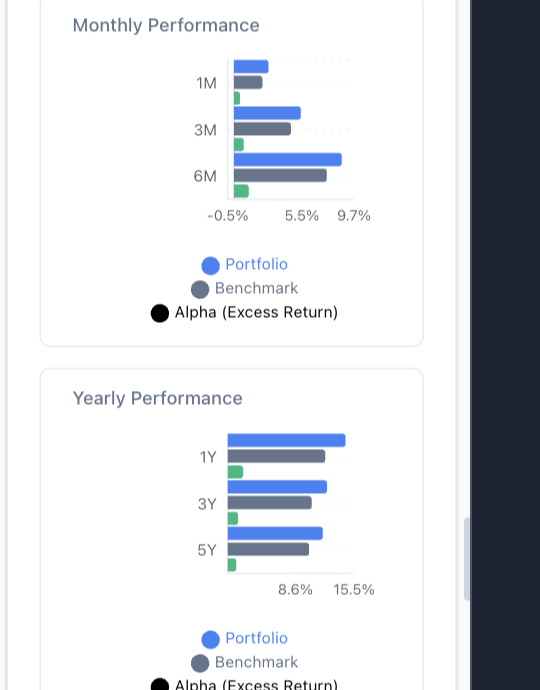 Monthly Performance
1M
3M
6M
-0.5% 5.5% 9.7%
Portfolio
Benchmark
Alpha (Excess Return)
Yearly Performance
1Y
3Y
5Y
8.6% 15.5%
Portfolio
Benchmark
Alpha (Excess Return)